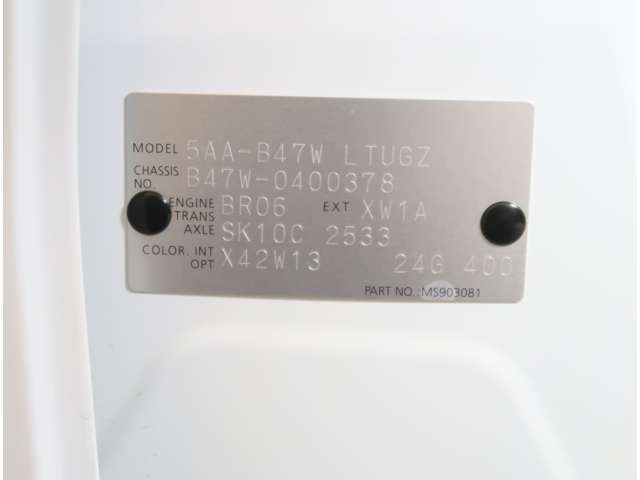 MODEL 5AA-B47W LTUGZ
CHASSIS NO. B47W-0400378
ENGINE BR06 EXT XW1A
TRANS AXLE SK10C 2533
COLOR. INT X42W13
OPT 24G 40D
PART NO.:MS903081